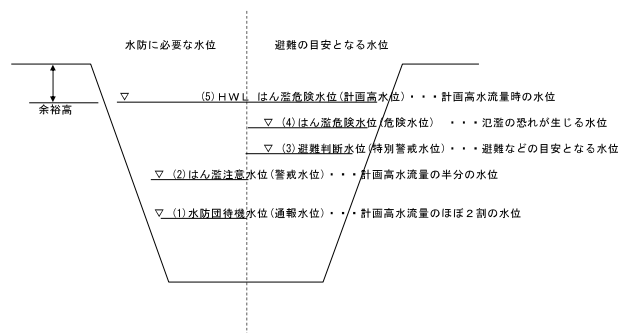 水防に必要な水位
避難の目安となる水位
▽ (5)ＨＷＬ はん濫危険水位(計画高水位)・・・計画高水流量時の水位
余裕高
▽ (4)はん濫危険水位(危険水位) ・・・氾濫の恐れが生じる水位
▽ (3)避難判断水位(特別警戒水位)・・・避難などの目安となる水位
▽ (2)はん濫注意水位(警戒水位)・・・計画高水流量の半分の水位
▽ (1)水防団待機水位(通報水位)・・・計画高水流量のほぼ２割の水位